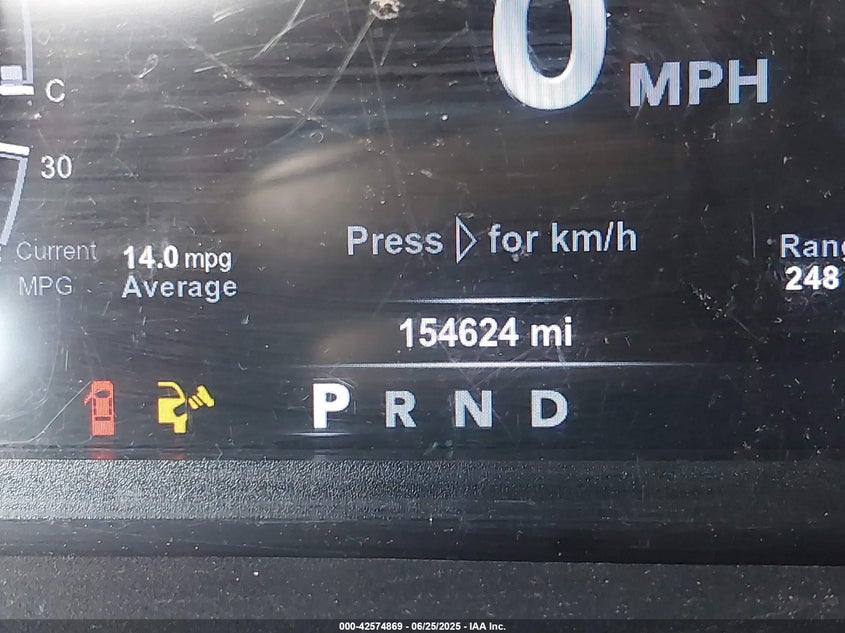 0 MPH
C
30
Press for km/h
Current 14.0 mpg
MPG Average
248
154624 mi
P R N D
000-42574869 - 06/25/2025 - IAA Inc.